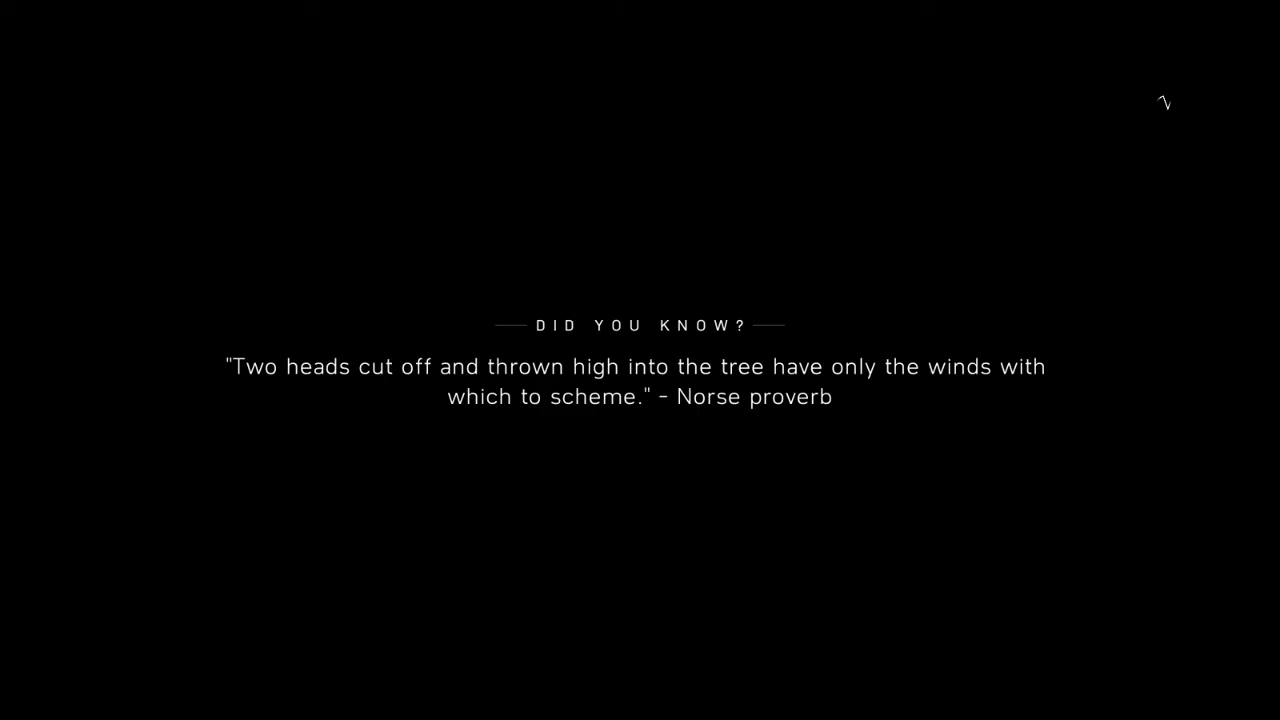 DID YOU KNOW?
"Two heads cut off and thrown high into the tree have only the winds with
which to scheme." - Norse proverb